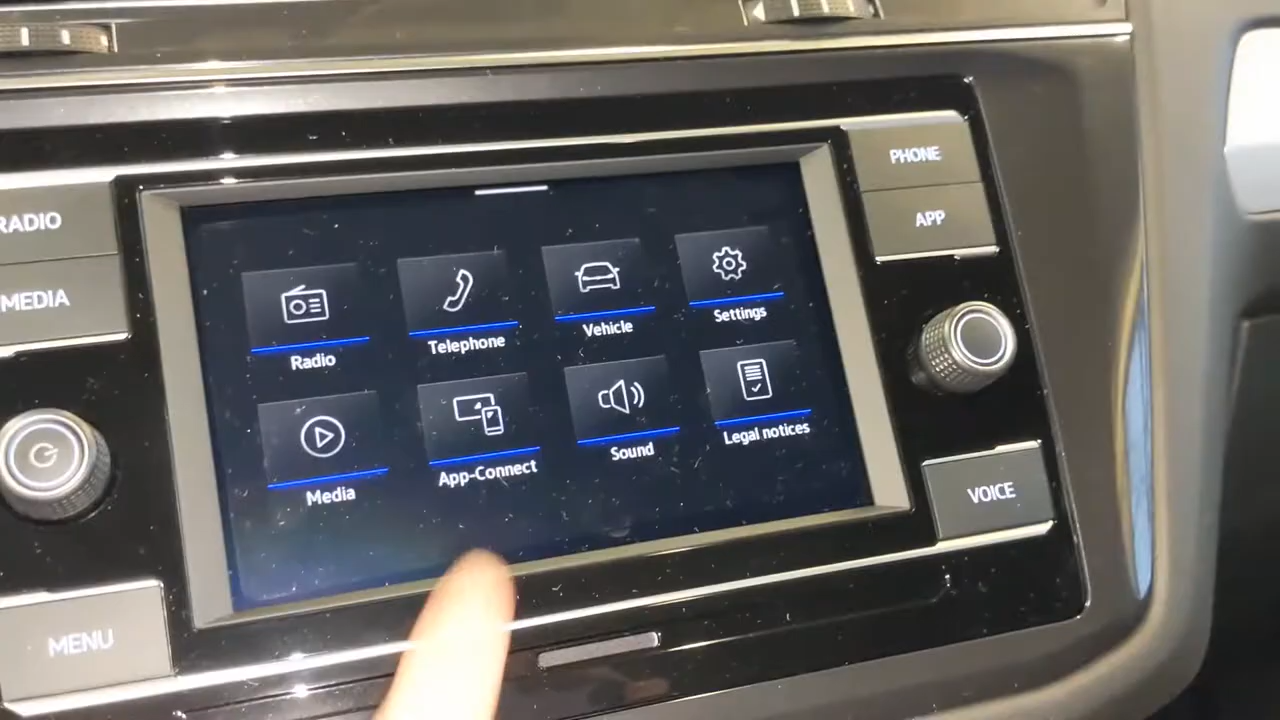 RADIO
MEDIA
MENU
Radio
Telephone
Vehicle
Settings
Media
App-Connect
Sound
Legal notices
PHONE
APP
VOICE